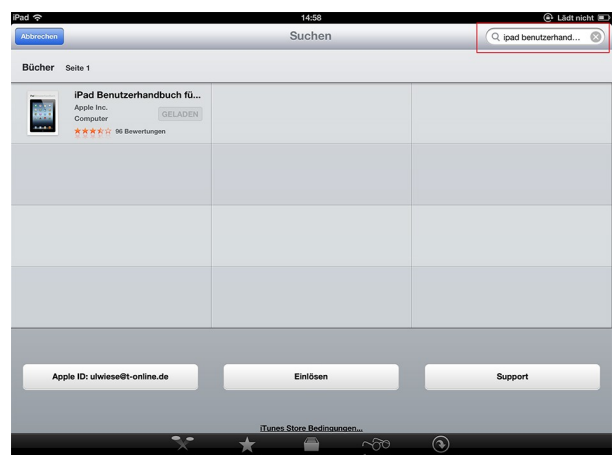 iPad 14:58 Lädt nicht
Abbrechen Suchen ipad benutzerhand...
Bücher Seite 1
iPad Benutzerhandbuch fü...
Apple Inc.
Computer GELADEN
96 Bewertungen
Apple ID: ulwiese@t-online.de Einlösen Support
iTunes Store Bedingungen...